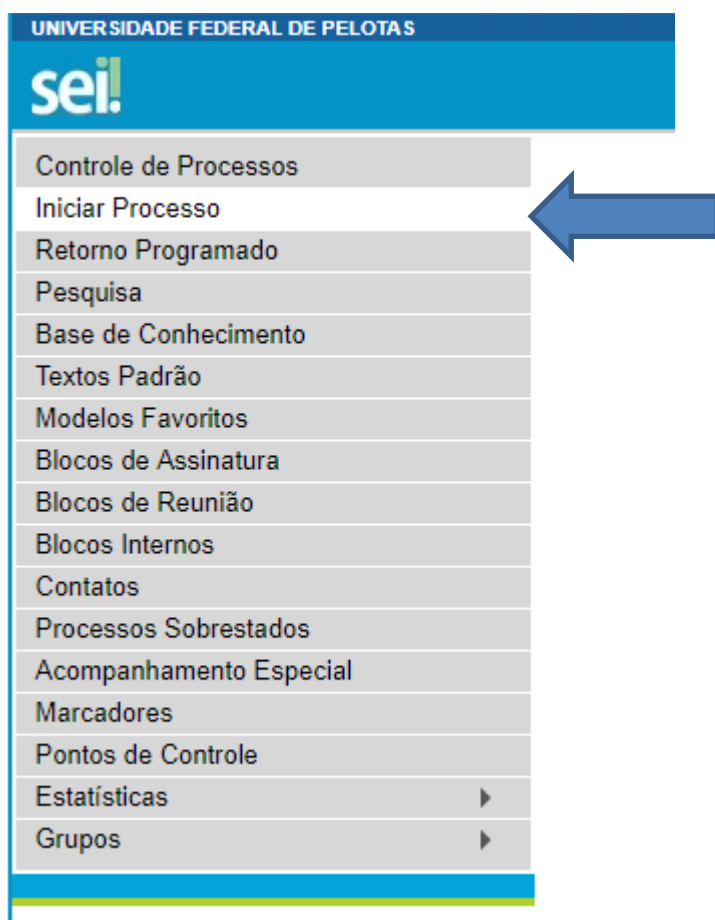 UNIVERSIDADE FEDERAL DE PELOTAS
sei!
Controle de Processos
Iniciar Processo
Retorno Programado
Pesquisa
Base de Conhecimento
Textos Padrão
Modelos Favoritos
Blocos de Assinatura
Blocos de Reunião
Blocos Internos
Contatos
Processos Sobrestados
Acompanhamento Especial
Marcadores
Pontos de Controle
Estatísticas
Grupos